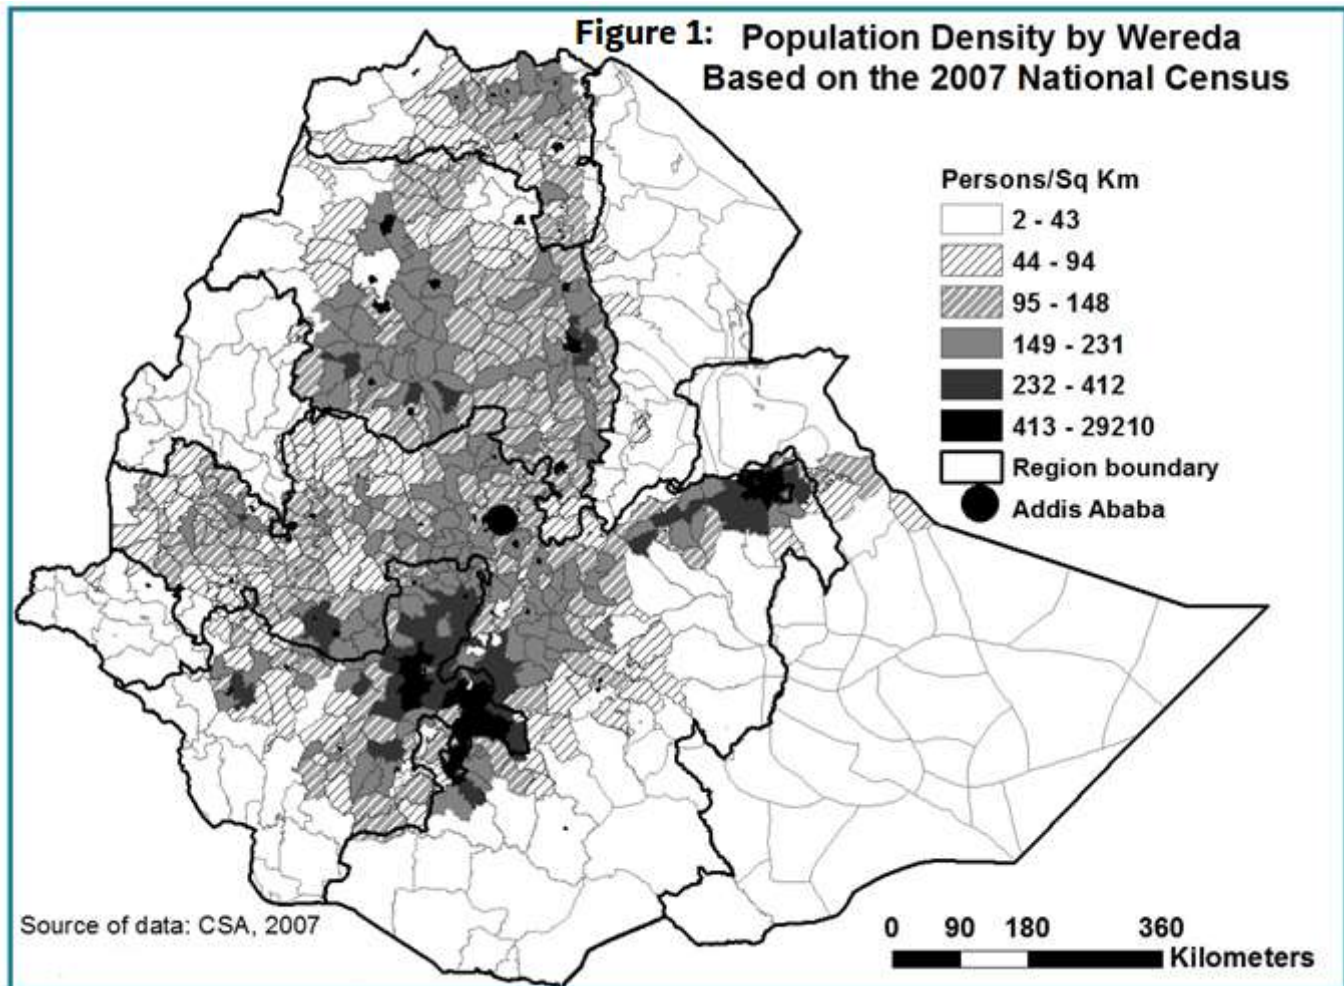 Figure 1: Population Density by Wereda
Based on the 2007 National Census
Persons/Sq Km
2 - 43
44 - 94
95 - 148
149 - 231
232 - 412
413 - 29210
Region boundary
Addis Ababa
Source of data: CSA, 2007
0 90 180 360
Kilometers